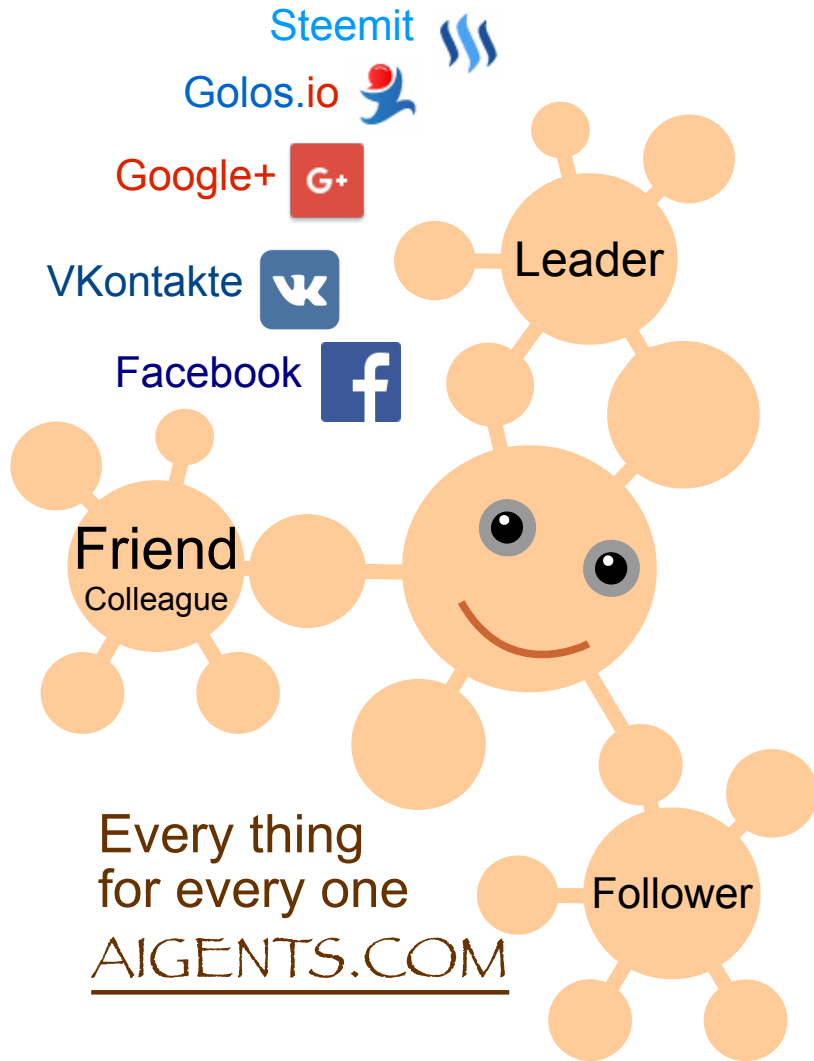 Steemit
Golos.io
Google+
G+
VKontakte
Leader
Facebook
f
Friend
Colleague
Every thing
for every one
Follower
AIGENTS.COM